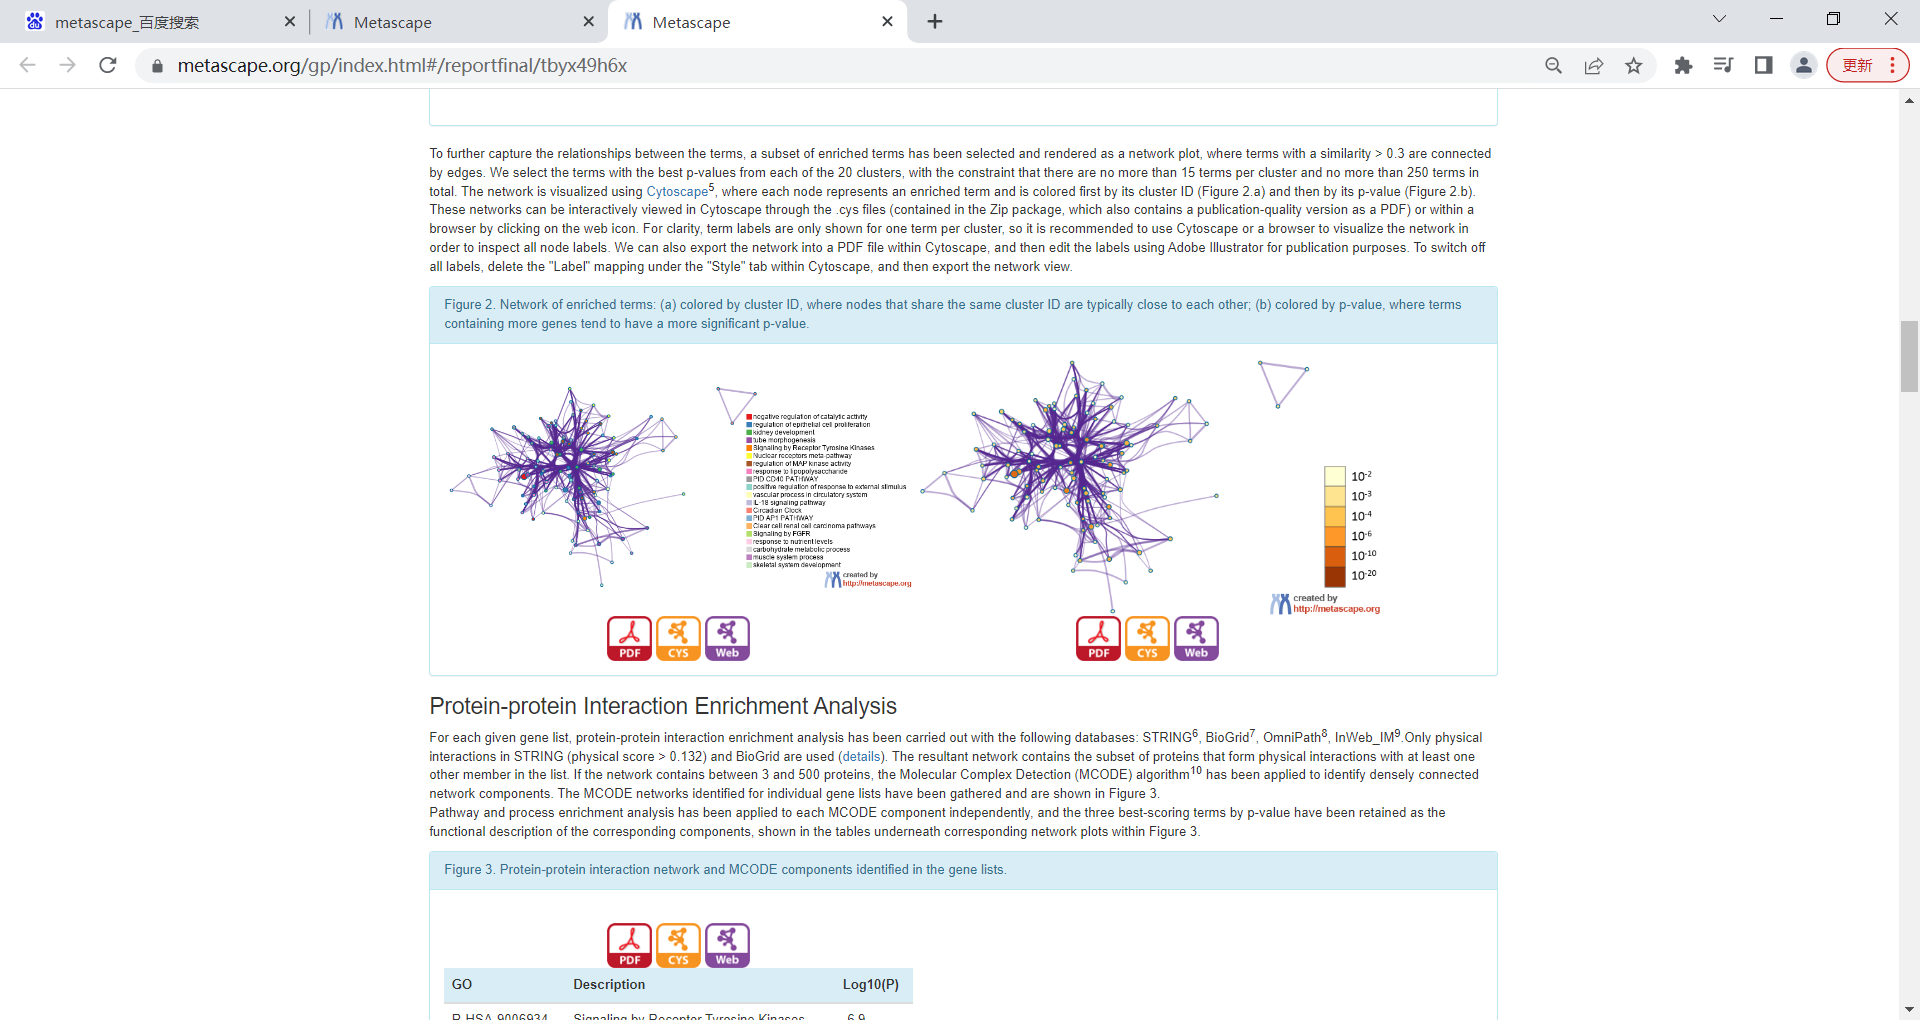 metascape_百度搜索
Metascape
Metascape
metascape.org/gp/index.html#/reportfinal/tbyx49h6x
更新
To further capture the relationships between the terms, a subset of enriched terms has been selected and rendered as a network plot, where terms with a similarity > 0.3 are connected
by edges. We select the terms with the best p-values from each of the 20 clusters, with the constraint that there are no more than 15 terms per cluster and no more than 250 terms in
total. The network is visualized using Cytoscape5, where each node represents an enriched term and is colored first by its cluster ID (Figure 2.a) and then by its p-value (Figure 2.b).
These networks can be interactively viewed in Cytoscape through the .cys files (contained in the Zip package, which also contains a publication-quality version as a PDF) or within a
browser by clicking on the web icon. For clarity, term labels are only shown for one term per cluster, so it is recommended to use Cytoscape or a browser to visualize the network in
order to inspect all node labels. We can also export the network into a PDF file within Cytoscape, and then edit the labels using Adobe Illustrator for publication purposes. To switch off
all labels, delete the "Label" mapping under the "Style" tab within Cytoscape, and then export the network view.
Figure 2. Network of enriched terms: (a) colored by cluster ID, where nodes that share the same cluster ID are typically close to each other; (b) colored by p-value, where terms
containing more genes tend to have a more significant p-value.
negative regulation of catalytic activity
regulation of epithelial cell proliferation
kidney development
tube morphogenesis
Signaling by Receptor Tyrosine Kinases
Nuclear receptors meta-pathway
regulation of MAP kinase activity
response to lipopolysaccharide
PID CD40 PATHWAY
positive regulation of response to external stimulus
vascular process in circulatory system
IL-18 signaling pathway
Circadian Clock
PID AP1 PATHWAY
Clear cell renal cell carcinoma pathways
Signaling by FGFR
response to nutrient levels
carbohydrate metabolic process
muscle system process
skeletal system development
created by
http://metascape.org
10-2
10-3
10-4
10-6
10-10
10-20
created by
http://metascape.org
PDF CYS Web
PDF CYS Web
Protein-protein Interaction Enrichment Analysis
For each given gene list, protein-protein interaction enrichment analysis has been carried out with the following databases: STRING6, BioGrid7, OmniPath8, InWeb_IM9.Only physical
interactions in STRING (physical score > 0.132) and BioGrid are used (details). The resultant network contains the subset of proteins that form physical interactions with at least one
other member in the list. If the network contains between 3 and 500 proteins, the Molecular Complex Detection (MCODE) algorithm10 has been applied to identify densely connected
network components. The MCODE networks identified for individual gene lists have been gathered and are shown in Figure 3.
Pathway and process enrichment analysis has been applied to each MCODE component independently, and the three best-scoring terms by p-value have been retained as the
functional description of the corresponding components, shown in the tables underneath corresponding network plots within Figure 3.
Figure 3. Protein-protein interaction network and MCODE components identified in the gene lists.
PDF CYS Web
GO Description Log10(P)
R-HSA-9006934 Signaling by Receptor Tyrosine Kinases -6.9